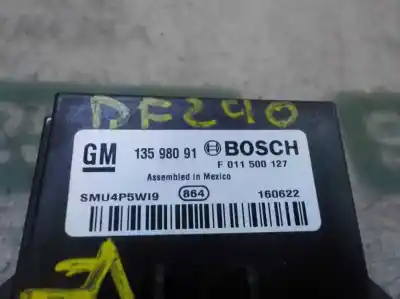 DF290
GM 135 980 91 BOSCH
F 011 500 127
Assembled in Mexico
SMU4P5WI9 864 160622